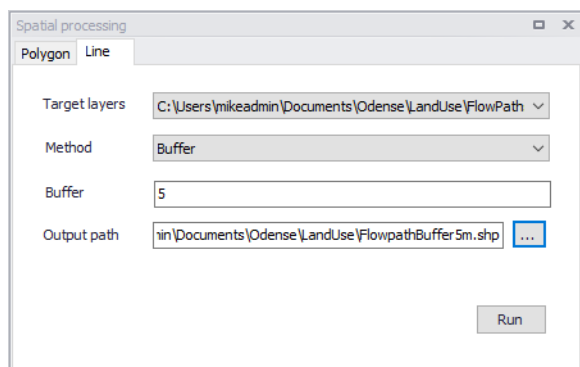 Spatial processing
Polygon Line
Target layers C:\Users\mikeadmin\Documents\Odense\LandUse\FlowPath
Method Buffer
Buffer 5
Output path in\Documents\Odense\LandUse\FlowpathBuffer5m.shp ...
Run